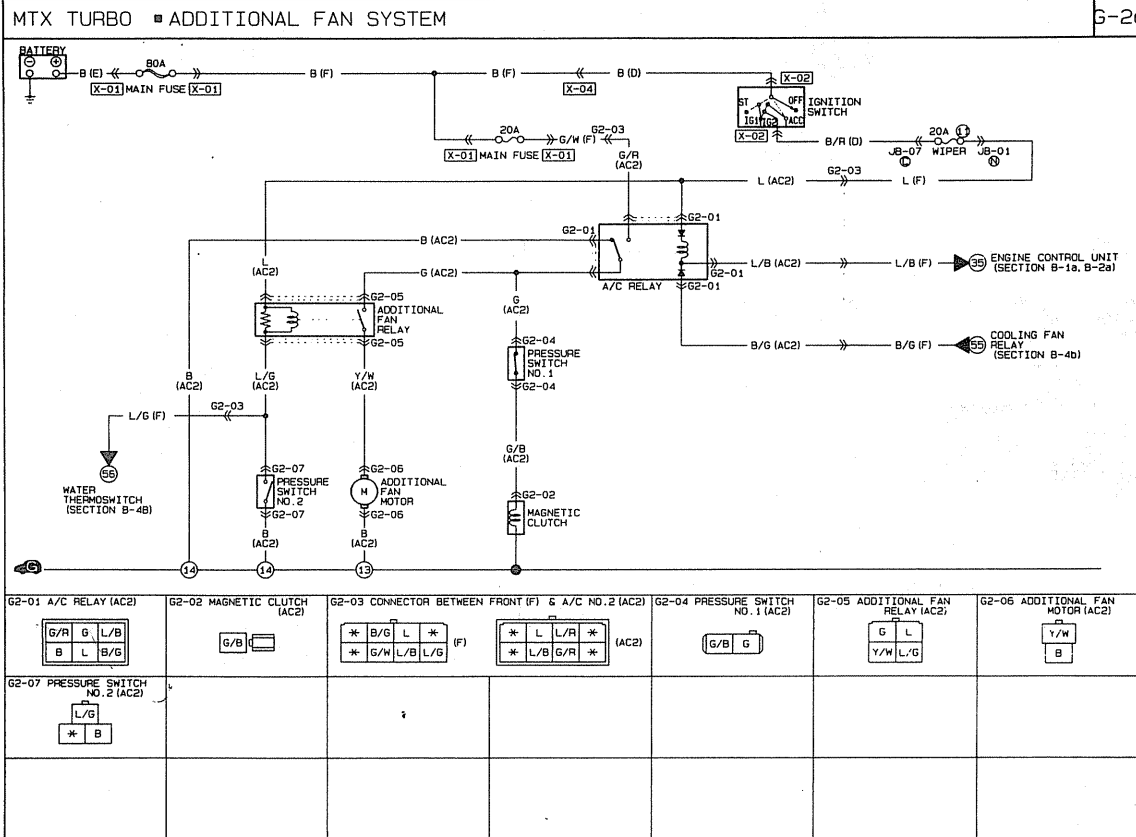 MTX TURBO ■ ADDITIONAL FAN SYSTEM
BATTERY
B (E)
80A
X-01 MAIN FUSE X-01
B (F)
B (F)
X-04
B (D)
X-02
ST
OFF
IG1
IG2
ACC
IGNITION
SWITCH
X-02
B/R (D)
20A 11
JB-07
C
WIPER
JB-01
N
20A
X-01 MAIN FUSE X-01
G/W (F)
G2-03
G/R
(AC2)
L (AC2)
G2-03
L (F)
G2-01
G2-01
B (AC2)
G (AC2)
A/C RELAY
G2-01
G2-01
L/B (AC2)
L/B (F)
35
ENGINE CONTROL UNIT
(SECTION B-1a, B-2a)
B/G (AC2)
B/G (F)
55
COOLING FAN
RELAY
(SECTION B-4b)
L
(AC2)
G2-05
ADDITIONAL
FAN
RELAY
G2-05
G
(AC2)
G2-04
PRESSURE
SWITCH
NO.1
G2-04
B
(AC2)
L/G
(AC2)
Y/W
(AC2)
L/G (F)
G2-03
56
WATER
THERMOSWITCH
(SECTION B-4B)
G2-07
PRESSURE
SWITCH
NO.2
G2-07
G2-06
M
ADDITIONAL
FAN
MOTOR
G2-06
G/B
(AC2)
G2-02
MAGNETIC
CLUTCH
B
(AC2)
B
(AC2)
G
14
14
13
G2-01 A/C RELAY (AC2)
G/R G L/B
B L B/G
G2-02 MAGNETIC CLUTCH
(AC2)
G/B
G2-03 CONNECTOR BETWEEN FRONT (F) & A/C NO.2 (AC2)
* B/G L *
* G/W L/B L/G
(F)
* L L/R *
* L/B G/R *
(AC2)
G2-04 PRESSURE SWITCH
NO.1 (AC2)
G/B G
G2-05 ADDITIONAL FAN
RELAY (AC2)
G L
Y/W L/G
G2-06 ADDITIONAL FAN
MOTOR (AC2)
Y/W
B
G2-07 PRESSURE SWITCH
NO.2 (AC2)
L/G
* B